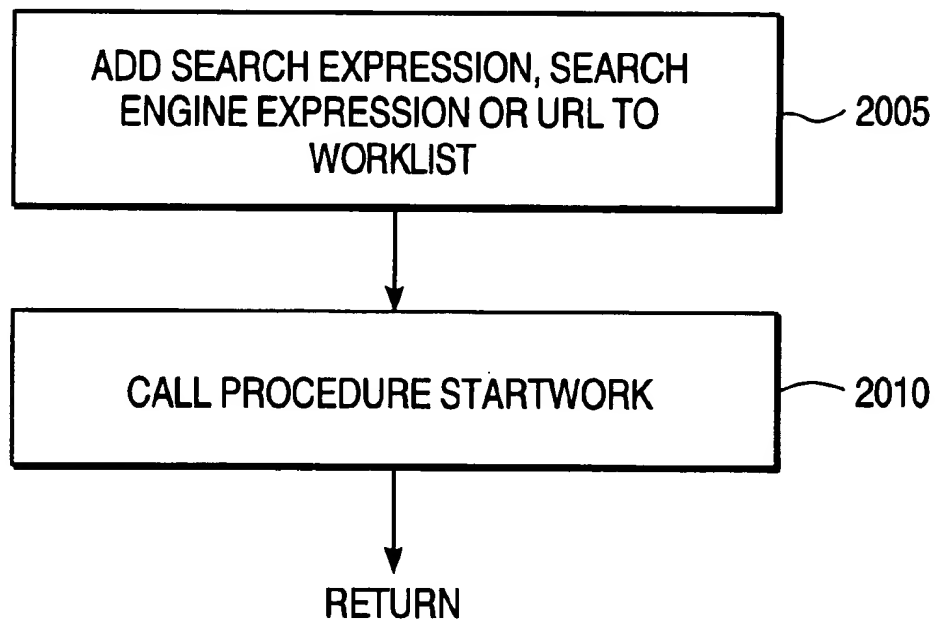 ADD SEARCH EXPRESSION, SEARCH
ENGINE EXPRESSION OR URL TO
WORKLIST
2005
CALL PROCEDURE STARTWORK
2010
RETURN